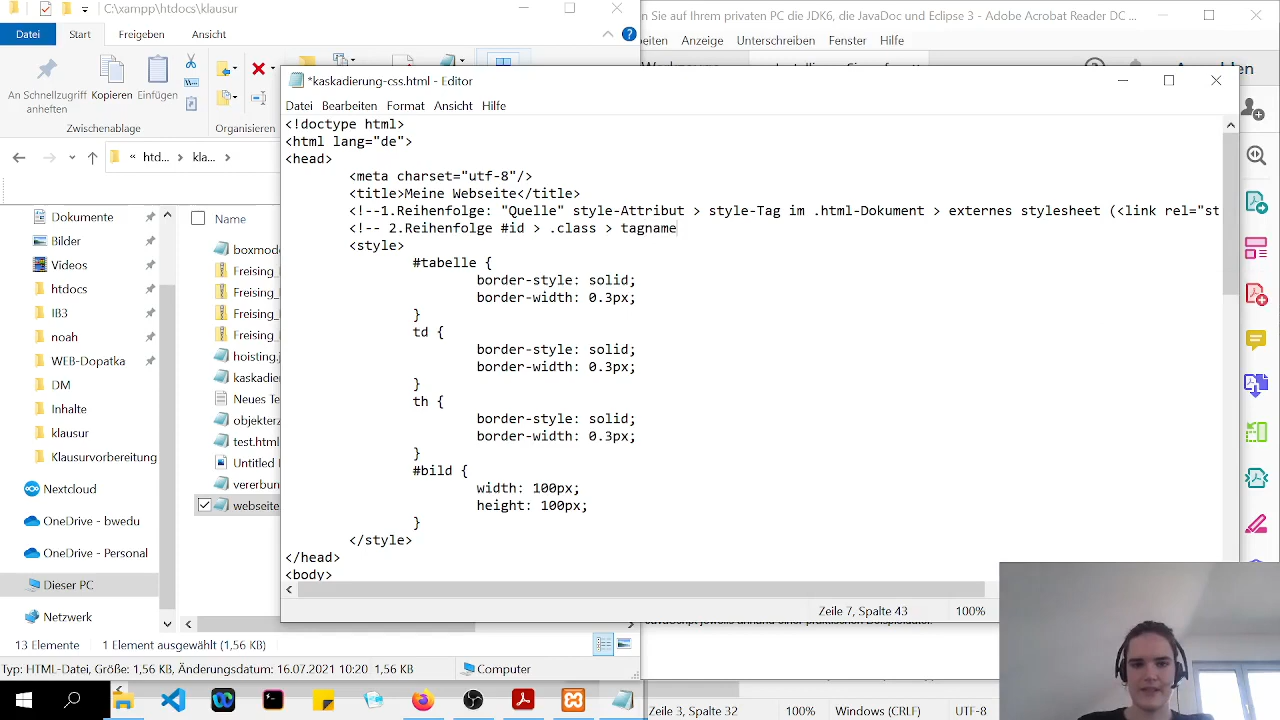 C:\xampp\htdocs\klausur
n Sie auf Ihrem privaten PC die JDK6, die JavaDoc und Eclipse 3 - Adobe Acrobat Reader DC ...
Datei Start Freigeben Ansicht
eiten Anzeige Unterschreiben Fenster Hilfe
An Schnellzugriff anheften
Kopieren Einfügen
Zwischenablage Organisieren
*kaskadierung-css.html - Editor
Datei Bearbeiten Format Ansicht Hilfe
<!doctype html>
<html lang="de">
<head>
<meta charset="utf-8"/>
<title>Meine Webseite</title>
<!--1.Reihenfolge: "Quelle" style-Attribut > style-Tag im .html-Dokument > externes stylesheet (<link rel="st
<!-- 2.Reihenfolge #id > .class > tagname
<style>
#tabelle {
border-style: solid;
border-width: 0.3px;
}
td {
border-style: solid;
border-width: 0.3px;
}
th {
border-style: solid;
border-width: 0.3px;
}
#bild {
width: 100px;
height: 100px;
}
</style>
</head>
<body>
Zeile 7, Spalte 43 100%
« htd... › kla... ›
Dokumente
Bilder
Videos
htdocs
IB3
noah
WEB-Dopatka
DM
Inhalte
klausur
Klausurvorbereitung
Nextcloud
OneDrive - bwedu
OneDrive - Personal
Dieser PC
Netzwerk
Name
boxmod
Freising_
Freising_
Freising_
Freising_
hoisting.j
kaskadier
Neues Te
objekterz
test.html
Untitled
vererbun
webseite
13 Elemente 1 Element ausgewählt (1,56 KB)
Typ: HTML-Datei, Größe: 1,56 KB, Änderungsdatum: 16.07.2021 10:20 1,56 KB Computer
Zeile 3, Spalte 32 100% Windows (CRLF) UTF-8